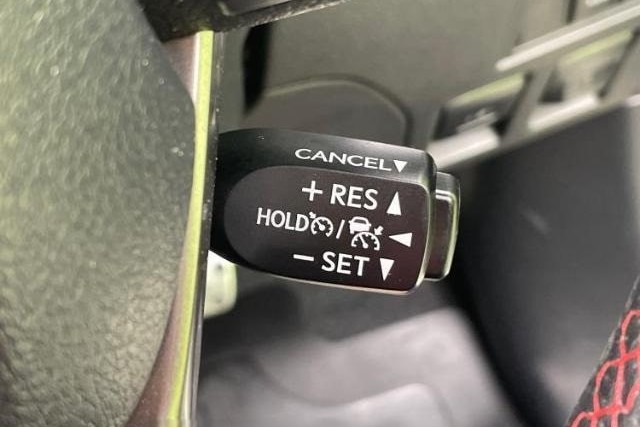 CANCEL▼
+ RES ▲
HOLD / ◄
− SET ▼